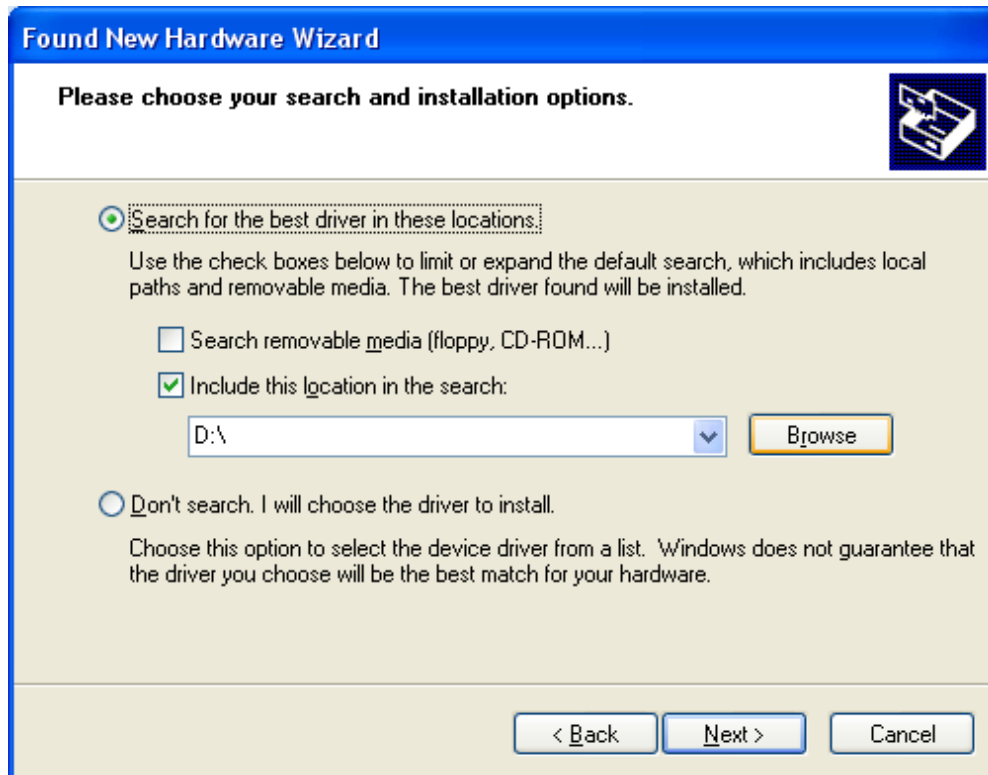 Found New Hardware Wizard
Please choose your search and installation options.
Search for the best driver in these locations.
Use the check boxes below to limit or expand the default search, which includes local
paths and removable media. The best driver found will be installed.
Search removable media (floppy, CD-ROM...)
Include this location in the search:
D:\
Browse
Don't search. I will choose the driver to install.
Choose this option to select the device driver from a list.  Windows does not guarantee that
the driver you choose will be the best match for your hardware.
< Back
Next >
Cancel